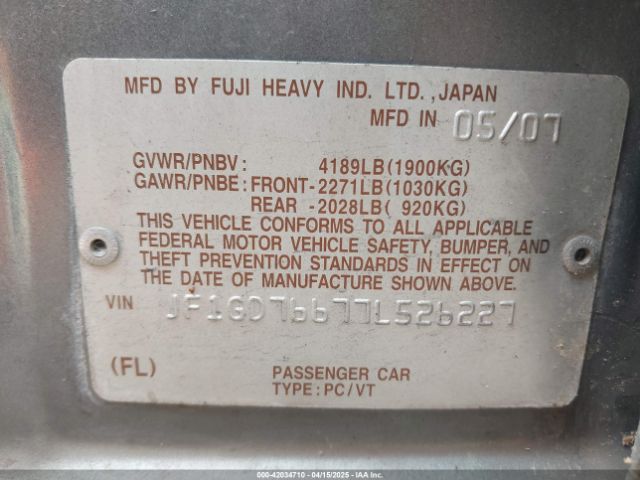 MFD BY FUJI HEAVY IND. LTD., JAPAN
MFD IN 05/07
GVWR/PNBV: 4189LB(1900KG)
GAWR/PNBE: FRONT-2271LB(1030KG)
REAR -2028LB( 920KG)
THIS VEHICLE CONFORMS TO ALL APPLICABLE
FEDERAL MOTOR VEHICLE SAFETY, BUMPER, AND
THEFT PREVENTION STANDARDS IN EFFECT ON
THE DATE OF MANUFACTURE SHOWN ABOVE.
VIN JF1GD76677L526227
(FL) PASSENGER CAR
TYPE: PC/VT
000-42034710 - 04/15/2025 - IAA, INC.